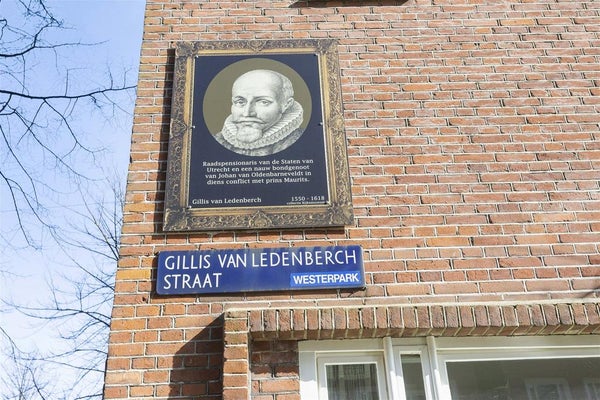 Raadspensionaris van de Staten van
Utrecht en een nauw bondgenoot
van Johan van Oldenbarneveldt in
diens conflict met prins Maurits.
Gillis van Ledenberch
1550 - 1618
GILLIS VAN LEDENBERCH
STRAAT
WESTERPARK